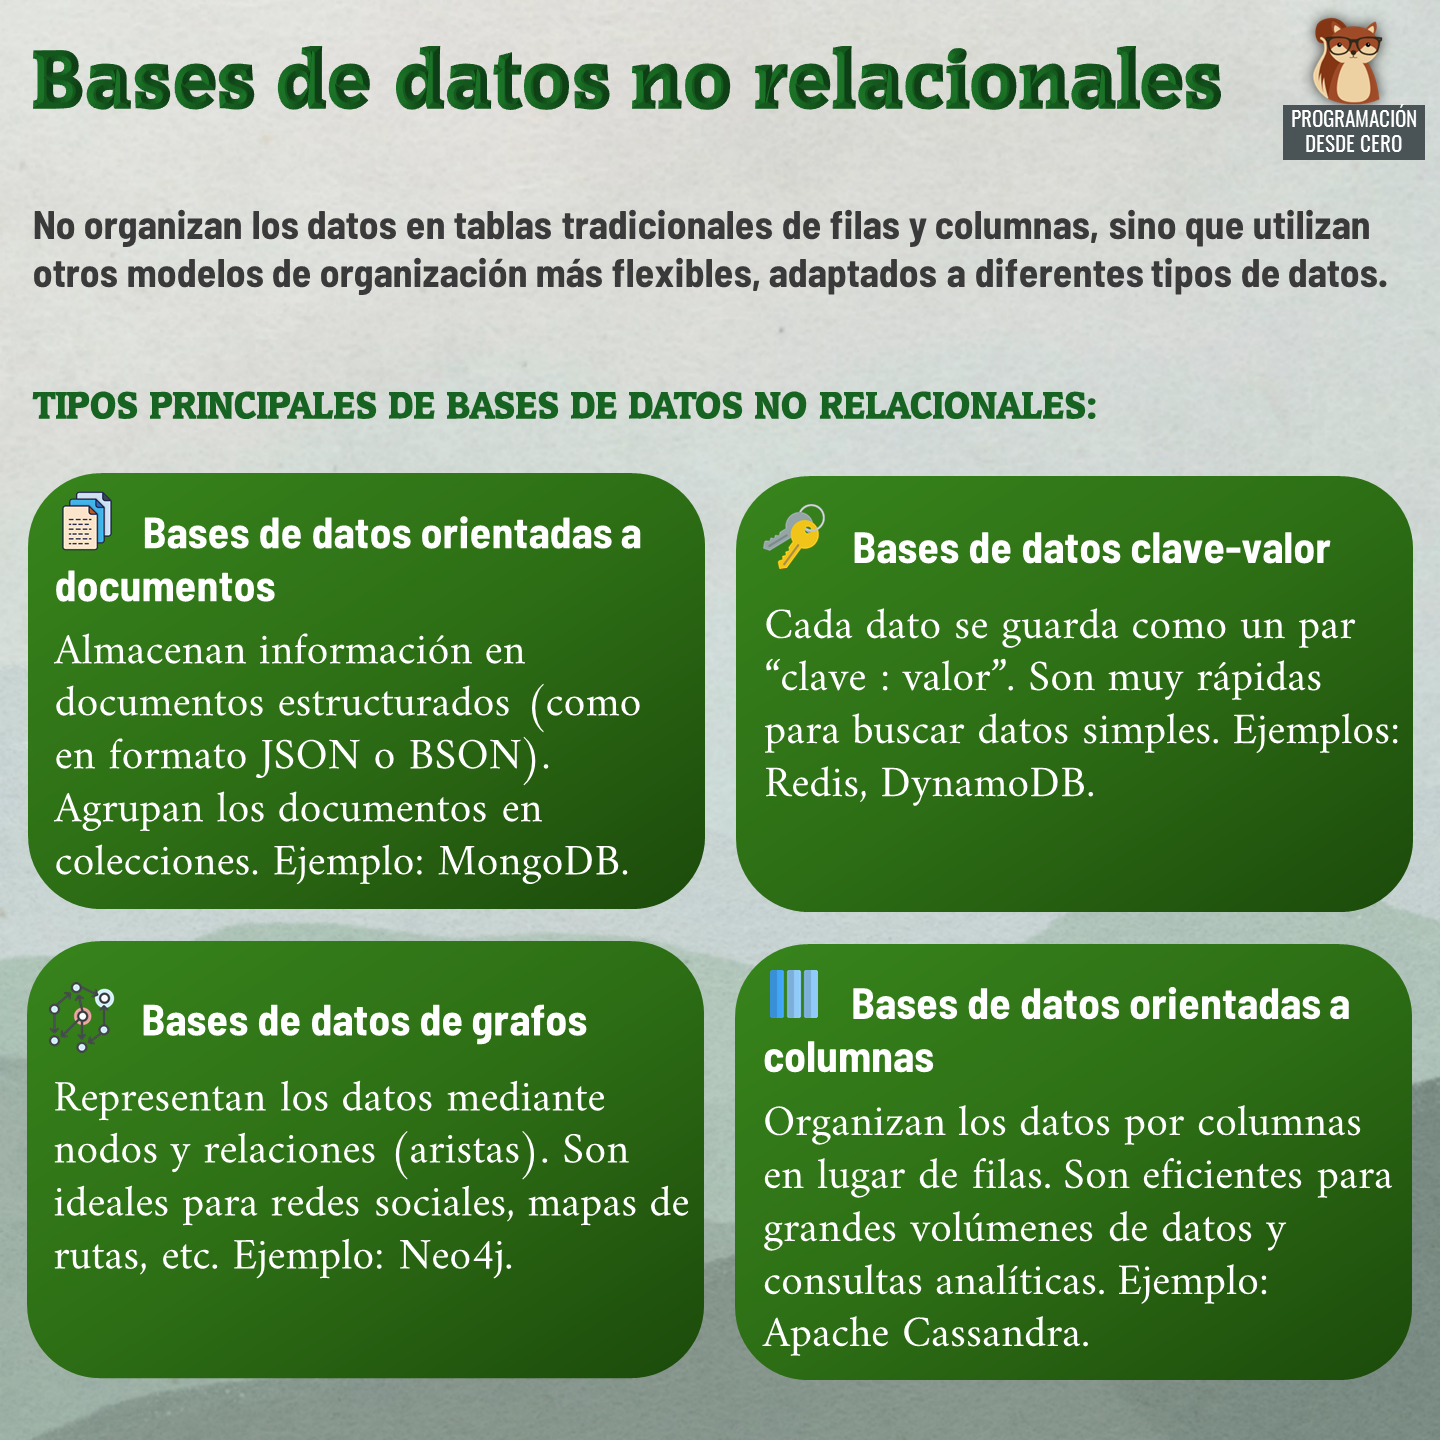 Bases de datos no relacionales
PROGRAMACIÓN
DESDE CERO
No organizan los datos en tablas tradicionales de filas y columnas, sino que utilizan
otros modelos de organización más flexibles, adaptados a diferentes tipos de datos.
TIPOS PRINCIPALES DE BASES DE DATOS NO RELACIONALES:
Bases de datos orientadas a
documentos
Almacenan información en
documentos estructurados (como
en formato JSON o BSON).
Agrupan los documentos en
colecciones. Ejemplo: MongoDB.
Bases de datos clave-valor
Cada dato se guarda como un par
“clave : valor”. Son muy rápidas
para buscar datos simples. Ejemplos:
Redis, DynamoDB.
Bases de datos de grafos
Representan los datos mediante
nodos y relaciones (aristas). Son
ideales para redes sociales, mapas de
rutas, etc. Ejemplo: Neo4j.
Bases de datos orientadas a
columnas
Organizan los datos por columnas
en lugar de filas. Son eficientes para
grandes volúmenes de datos y
consultas analíticas. Ejemplo:
Apache Cassandra.